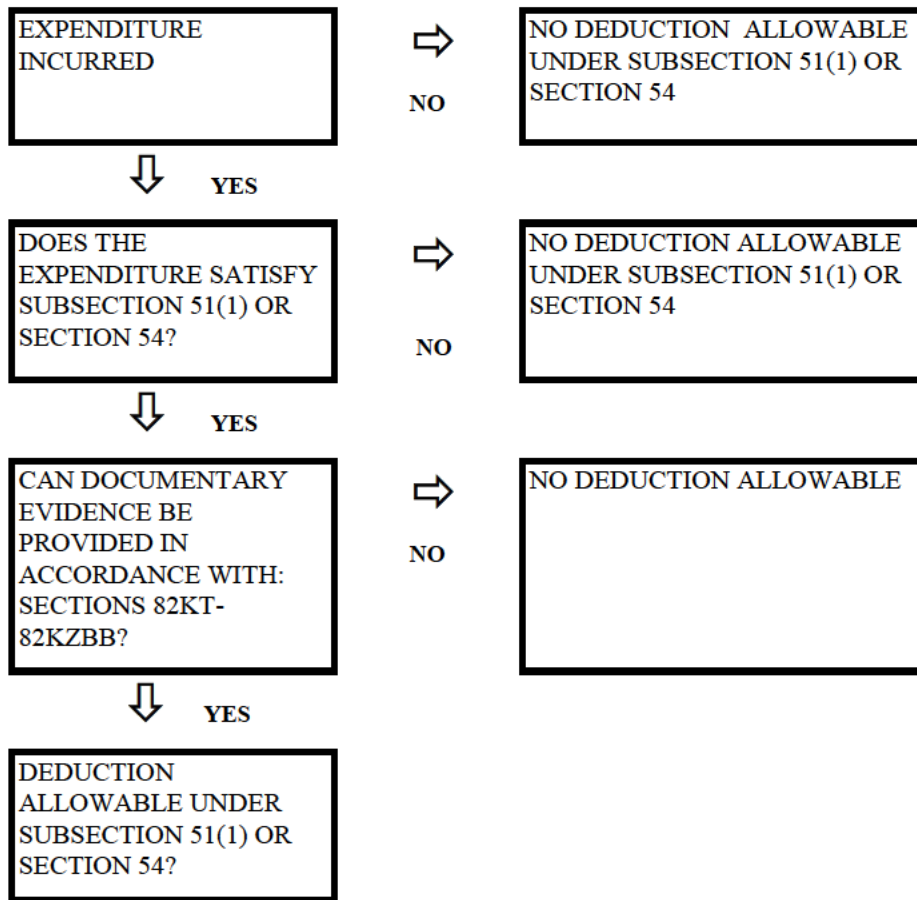 EXPENDITURE
INCURRED
NO
NO DEDUCTION ALLOWABLE
UNDER SUBSECTION 51(1) OR
SECTION 54
YES
DOES THE
EXPENDITURE SATISFY
SUBSECTION 51(1) OR
SECTION 54?
NO
NO DEDUCTION ALLOWABLE
UNDER SUBSECTION 51(1) OR
SECTION 54
YES
CAN DOCUMENTARY
EVIDENCE BE
PROVIDED IN
ACCORDANCE WITH:
SECTIONS 82KT-
82KZBB?
NO
NO DEDUCTION ALLOWABLE
YES
DEDUCTION
ALLOWABLE UNDER
SUBSECTION 51(1) OR
SECTION 54?